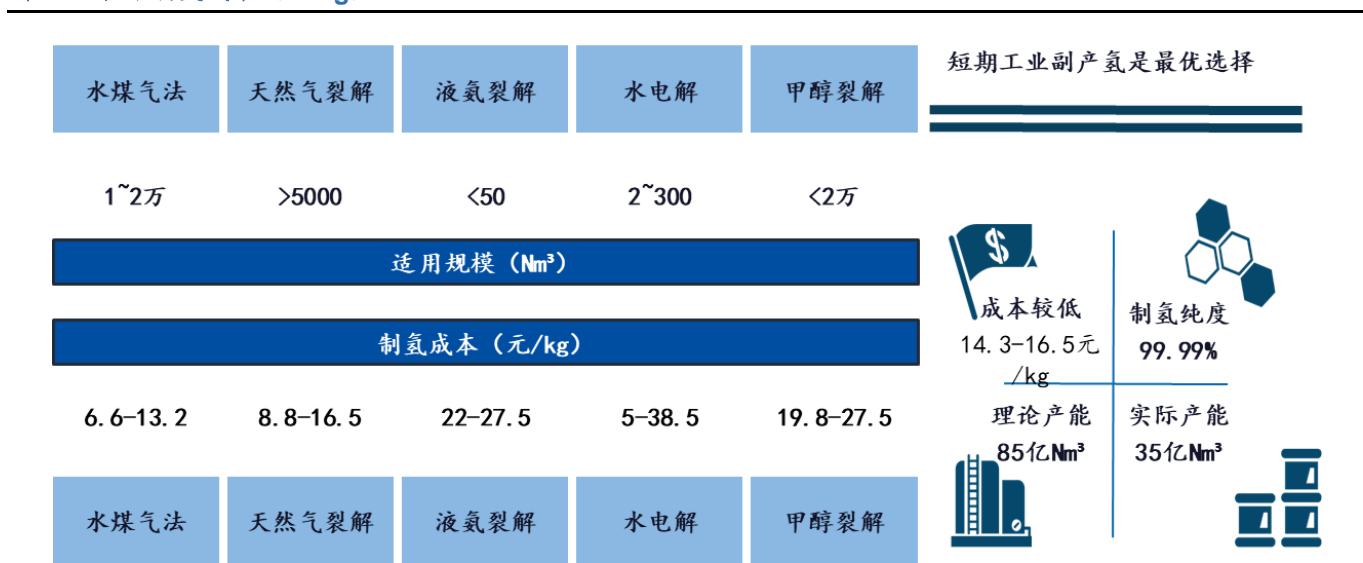 水煤气法 天然气裂解 液氨裂解 水电解 甲醇裂解
1~2万 >5000 <50 2~300 <2万
适用规模（Nm³）
制氢成本（元/kg）
6.6-13.2 8.8-16.5 22-27.5 5-38.5 19.8-27.5
水煤气法 天然气裂解 液氨裂解 水电解 甲醇裂解
短期工业副产氢是最优选择
$
成本较低
14.3-16.5元
/kg
制氢纯度
99.99%
理论产能
85亿Nm³
实际产能
35亿Nm³